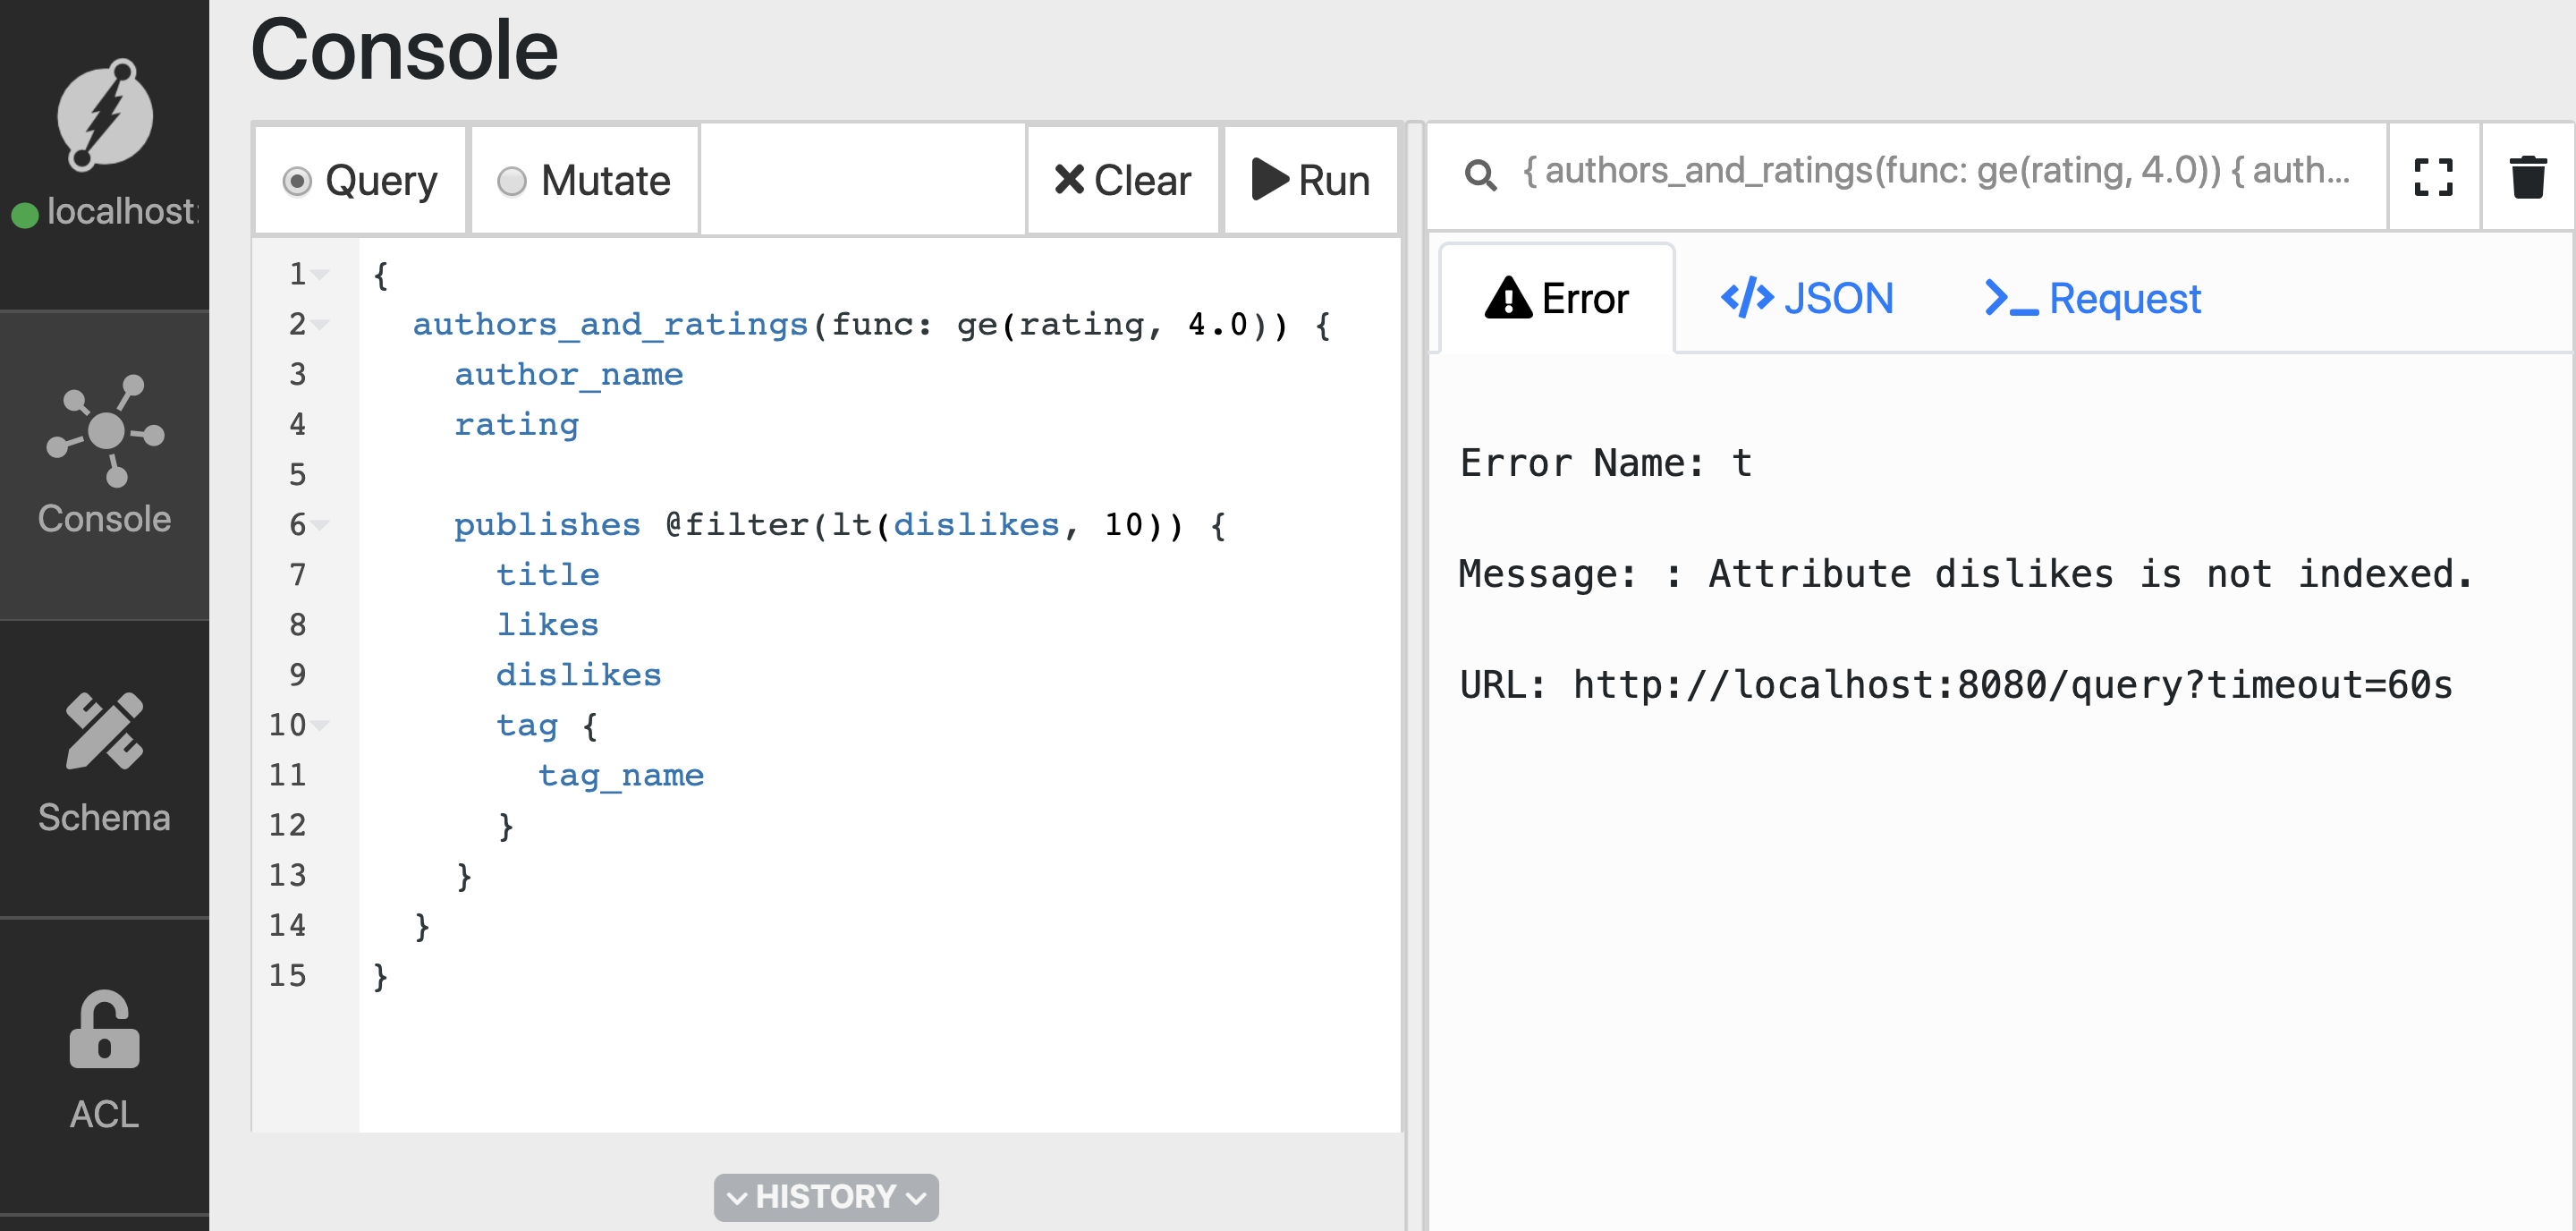 Console
localhost:
Console
Schema
ACL
Query Mutate Clear Run
1 {
2 authors_and_ratings(func: ge(rating, 4.0)) {
3 author_name
4 rating
5
6 publishes @filter(lt(dislikes, 10)) {
7 title
8 likes
9 dislikes
10 tag {
11 tag_name
12 }
13 }
14 }
15 }
HISTORY
{ authors_and_ratings(func: ge(rating, 4.0)) { auth...
Error </> JSON >_ Request
Error Name: t
Message: : Attribute dislikes is not indexed.
URL: http://localhost:8080/query?timeout=60s